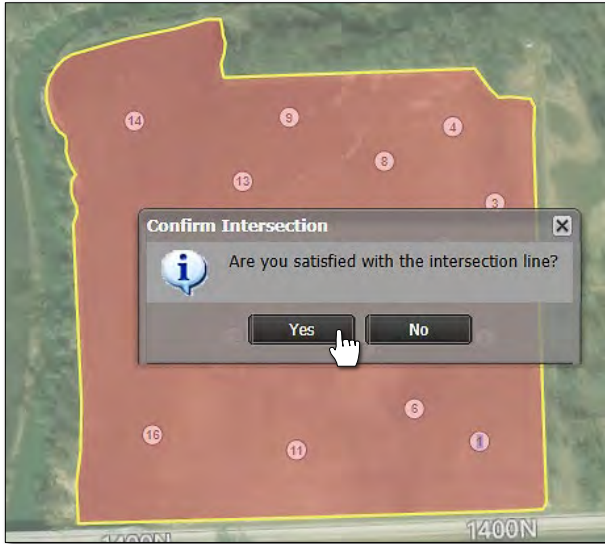 14
9
4
8
13
3
Confirm Intersection
Are you satisfied with the intersection line?
Yes
No
6
16
1
11
1400N
1400N